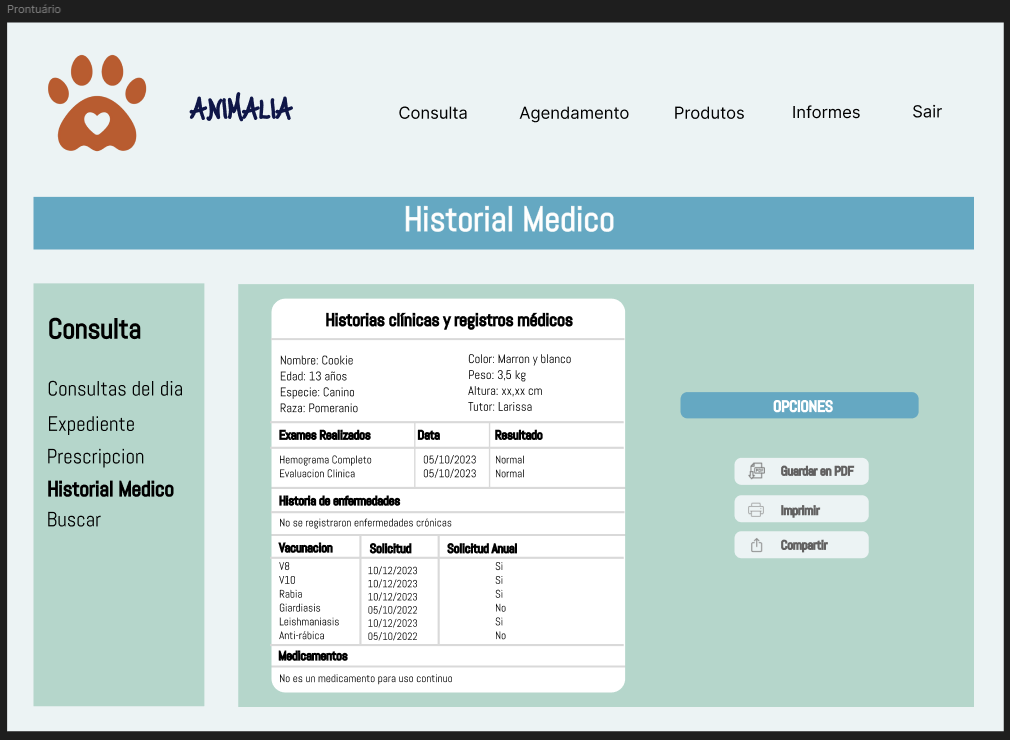 Prontuário
ANIMALIA
Consulta Agendamento Produtos Informes Sair
Historial Medico
Consulta
Consultas del dia
Expediente
Prescripcion
Historial Medico
Buscar
Historias clínicas y registros médicos
Nombre: Cookie
Edad: 13 años
Especie: Canino
Raza: Pomeranio
Color: Marron y blanco
Peso: 3,5 kg
Altura: xx,xx cm
Tutor: Larissa
Exames Realizados Data Resultado
Hemograma Completo 05/10/2023 Normal
Evaluacion Clinica 05/10/2023 Normal
Historia de enfermedades
No se registraron enfermedades crónicas
Vacunacion Solicitud Solicitud Anual
V8 10/12/2023 Si
V10 10/12/2023 Si
Rabia 10/12/2023 Si
Giardiasis 05/10/2022 No
Leishmaniasis 10/12/2023 Si
Anti-rábica 05/10/2022 No
Medicamentos
No es un medicamento para uso continuo
OPCIONES
Guardar en PDF
Imprimir
Compartir